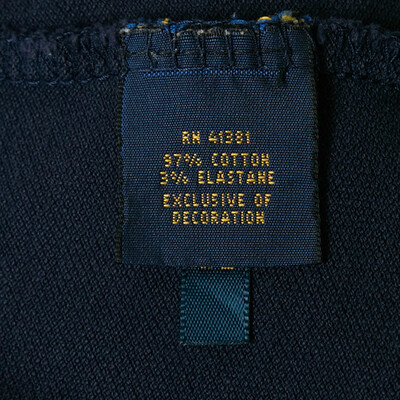 RN 41381
97% COTTON
3% ELASTANE
EXCLUSIVE OF
DECORATION